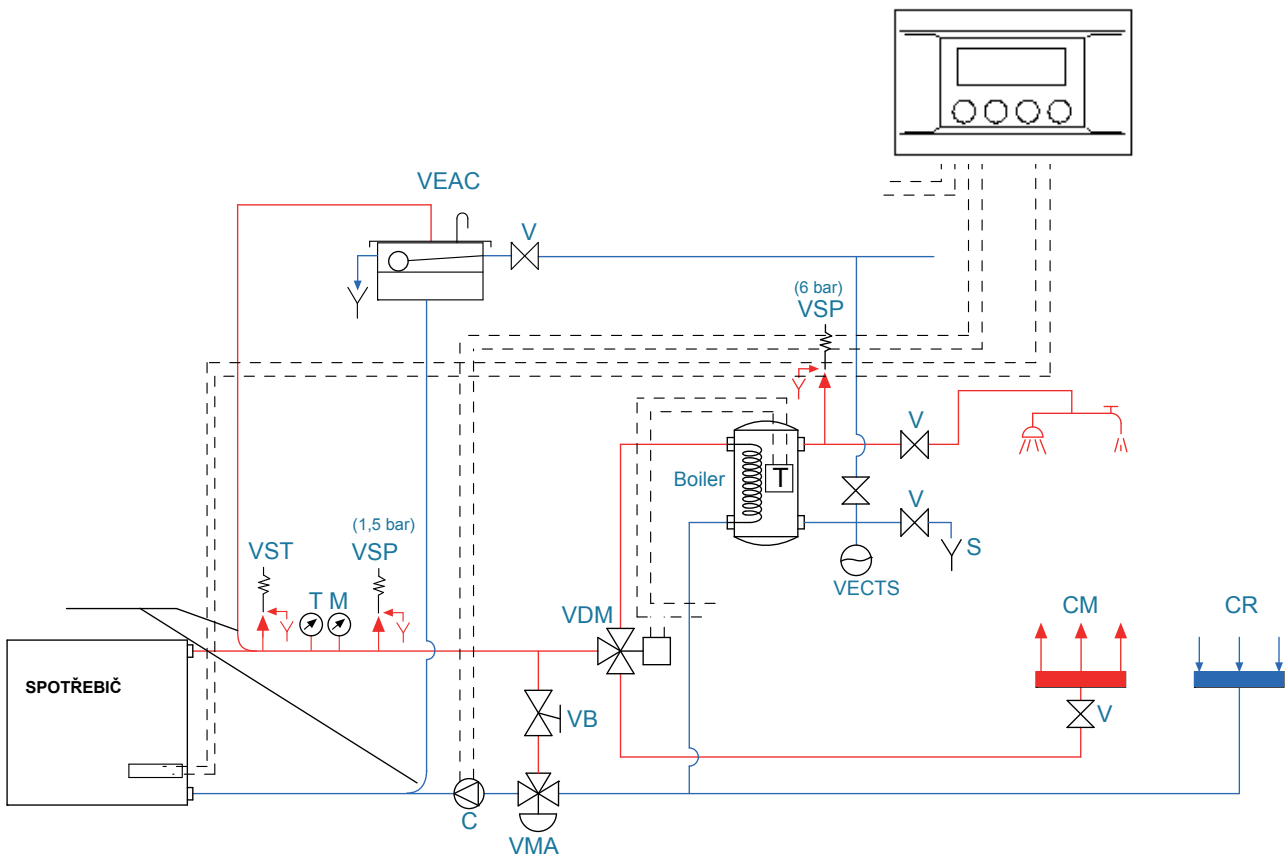 VEAC
V
(6 bar)
VSP
V
Boiler
T
V
S
VECTS
(1,5 bar)
VST
VSP
T M
VDM
CM
CR
SPOTŘEBIČ
VB
V
C
VMA